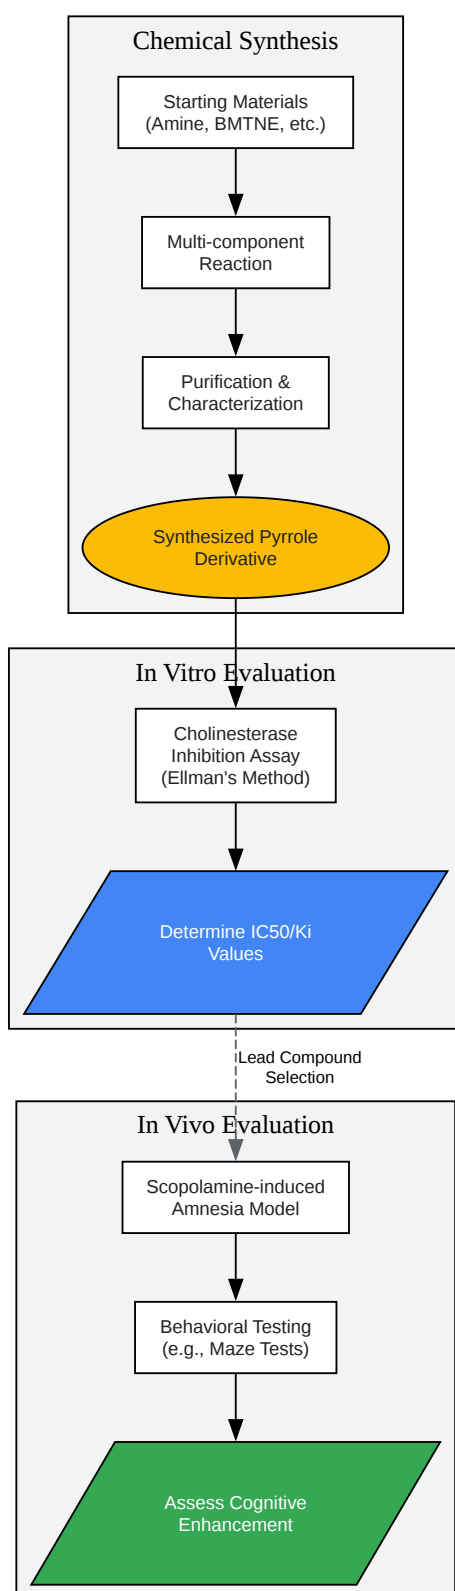 Chemical Synthesis
Starting Materials
(Amine, BMTNE, etc.)
Multi-component
Reaction
Purification &
Characterization
Synthesized Pyrrole
Derivative
In Vitro Evaluation
Cholinesterase
Inhibition Assay
(Ellman's Method)
Determine IC50/Ki
Values
Lead Compound
Selection
In Vivo Evaluation
Scopolamine-induced
Amnesia Model
Behavioral Testing
(e.g., Maze Tests)
Assess Cognitive
Enhancement